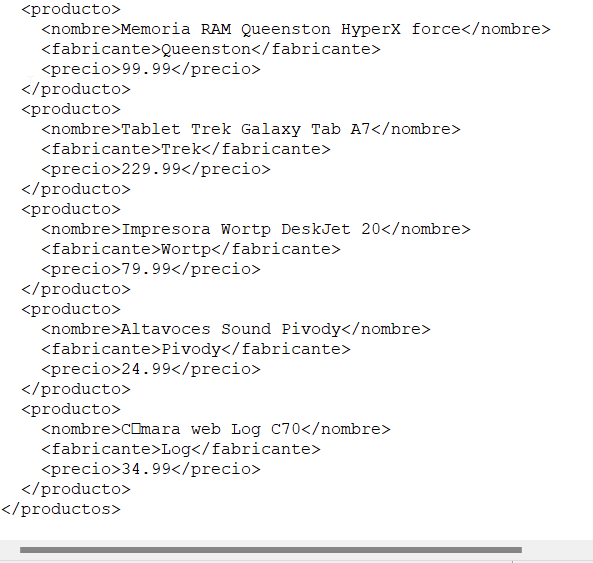 <producto>
<nombre>Memoria RAM Queenston HyperX force</nombre>
<fabricante>Queenston</fabricante>
<precio>99.99</precio>
</producto>
<producto>
<nombre>Tablet Trek Galaxy Tab A7</nombre>
<fabricante>Trek</fabricante>
<precio>229.99</precio>
</producto>
<producto>
<nombre>Impresora Wortp DeskJet 20</nombre>
<fabricante>Wortp</fabricante>
<precio>79.99</precio>
</producto>
<producto>
<nombre>Altavoces Sound Pivody</nombre>
<fabricante>Pivody</fabricante>
<precio>24.99</precio>
</producto>
<producto>
<nombre>C□mara web Log C70</nombre>
<fabricante>Log</fabricante>
<precio>34.99</precio>
</producto>
</productos>